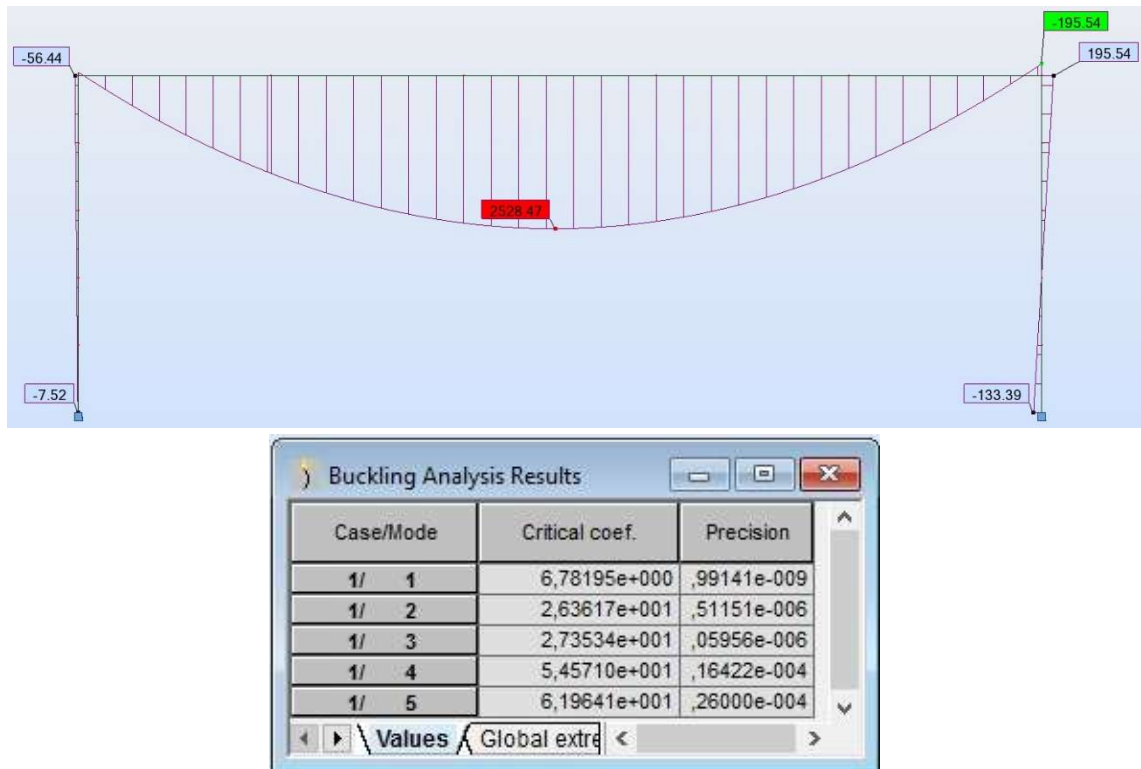 -195.54
-56.44
195.54
2528.47
-7.52
-133.39
Buckling Analysis Results
Case/Mode Critical coef. Precision
1/ 1 6,78195e+000 ,99141e-009
1/ 2 2,63617e+001 ,51151e-006
1/ 3 2,73534e+001 ,05956e-006
1/ 4 5,45710e+001 ,16422e-004
1/ 5 6,19641e+001 ,26000e-004
Values Global extre